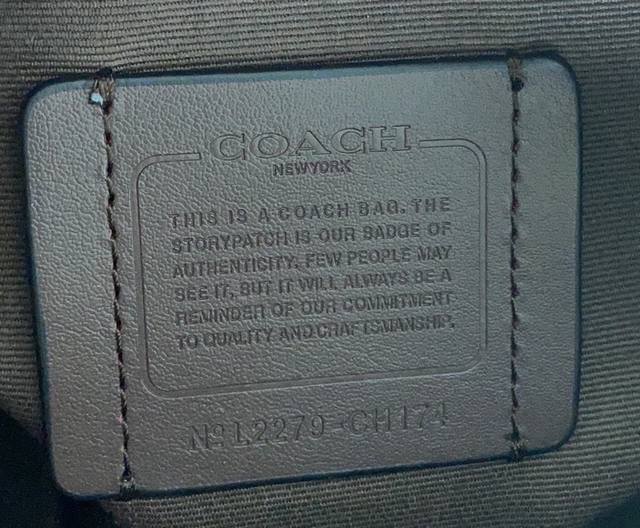 COACH
NEW YORK
THIS IS A COACH BAG. THE
STORYPATCH IS OUR BADGE OF
AUTHENTICITY. FEW PEOPLE MAY
SEE IT, BUT IT WILL ALWAYS BE A
REMINDER OF OUR COMMITMENT
TO QUALITY AND CRAFTSMANSHIP.
Nº L2279-CH174